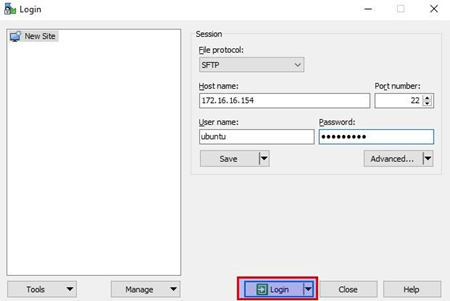 Login
New Site
Session
File protocol:
SFTP
Host name:
Port number:
172.16.16.154
22
User name:
Password:
ubuntu
●●●●●●●●●
Save
Advanced...
Tools
Manage
Login
Close
Help